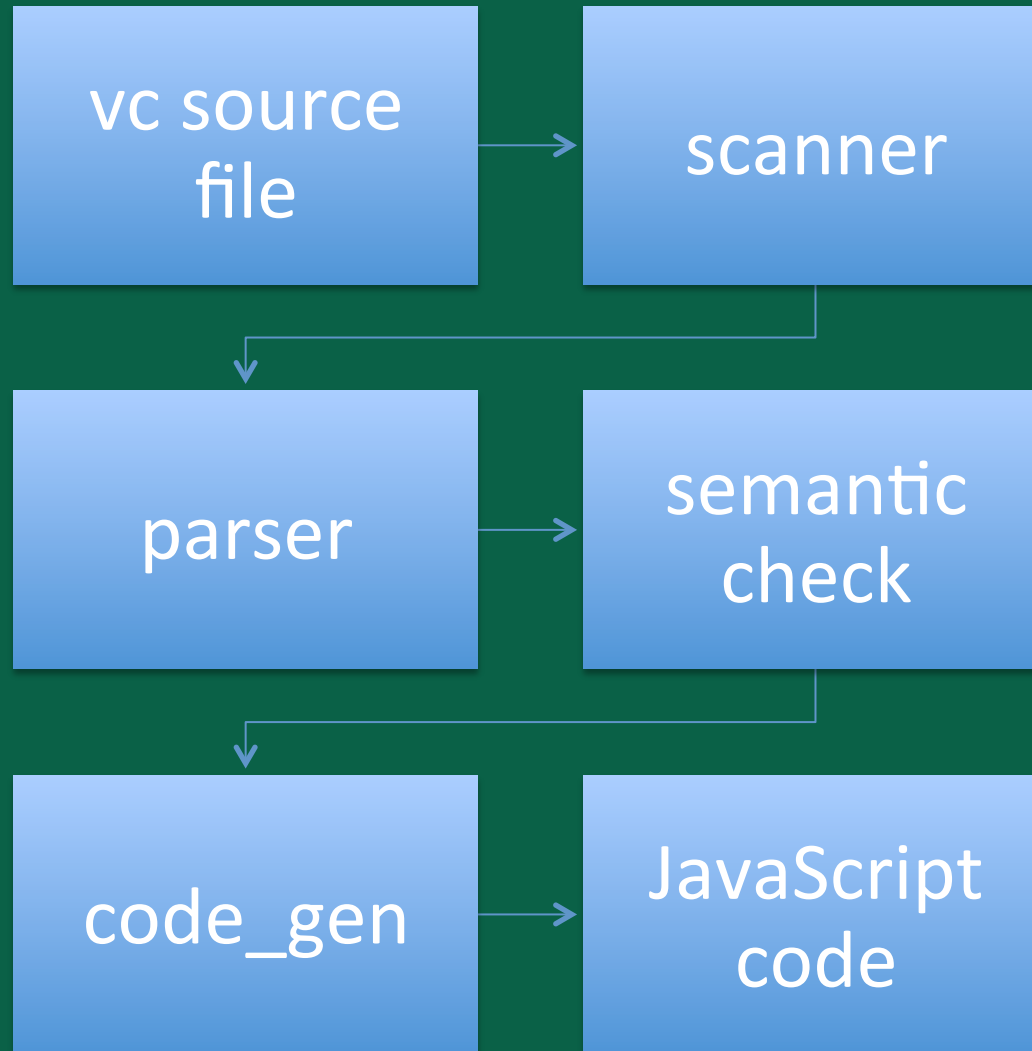 vc source
file
scanner
parser
semantic
check
code_gen
JavaScript
code